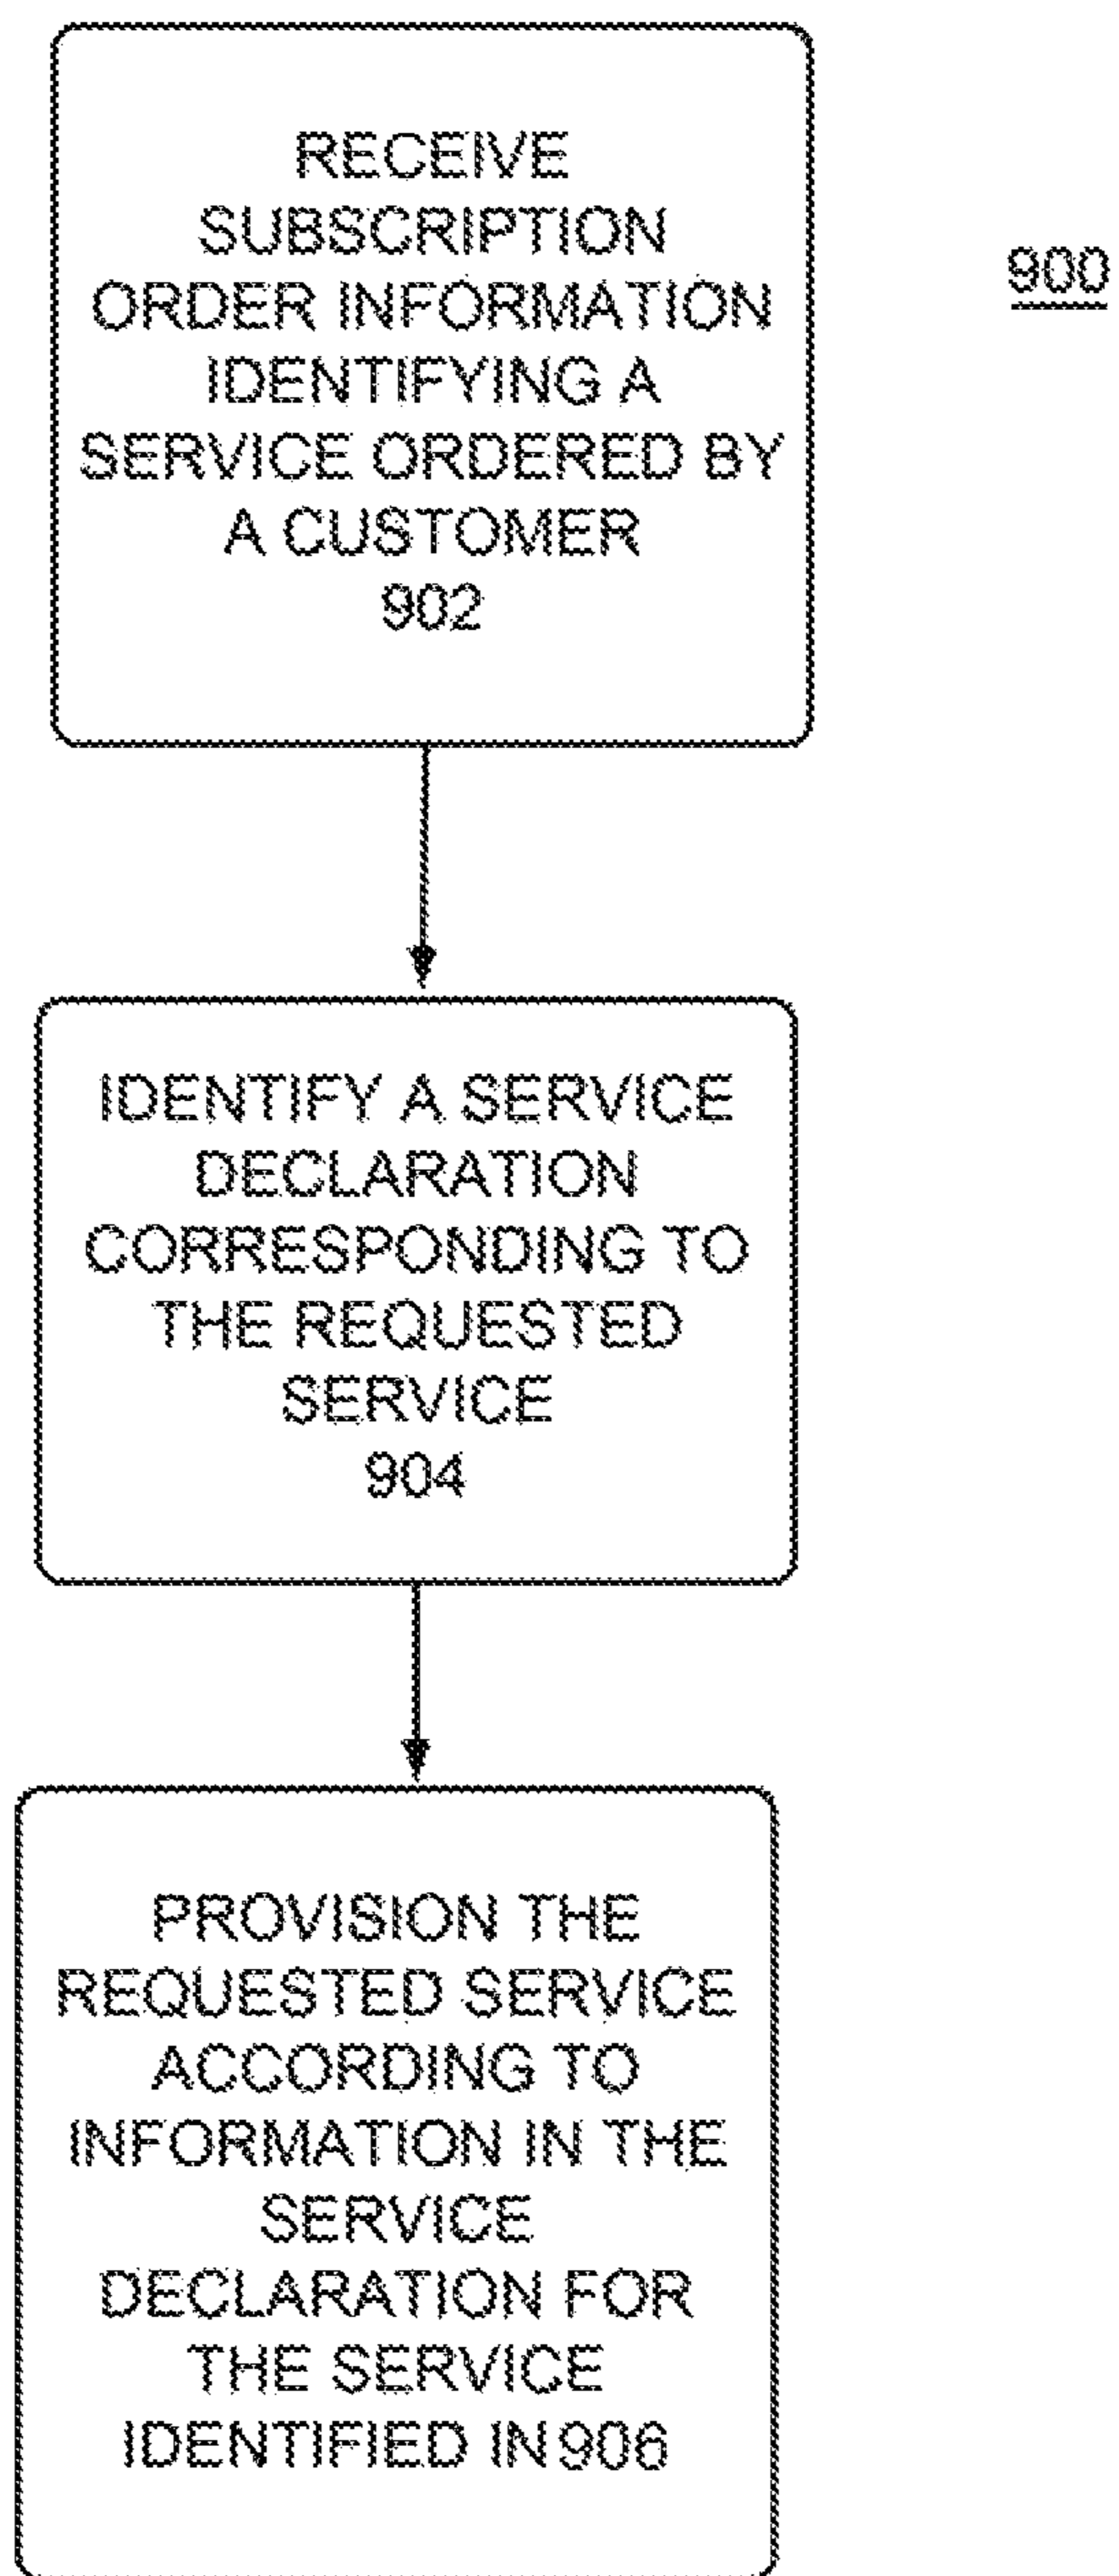 RECEIVE
SUBSCRIPTION
ORDER INFORMATION
IDENTIFYING A
SERVICE ORDERED BY
A CUSTOMER
902
900
IDENTIFY A SERVICE
DECLARATION
CORRESPONDING TO
THE REQUESTED
SERVICE
904
PROVISION THE
REQUESTED SERVICE
ACCORDING TO
INFORMATION IN THE
SERVICE
DECLARATION FOR
THE SERVICE
IDENTIFIED IN 906